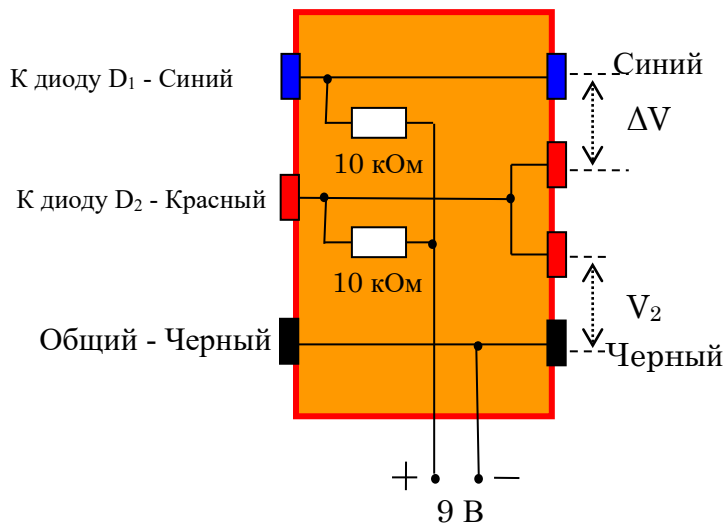 К диоду D₁ - Синий
Синий
ΔV
10 кОм
К диоду D₂ - Красный
10 кОм
V₂
Общий - Черный
Черный
+ −
9 В